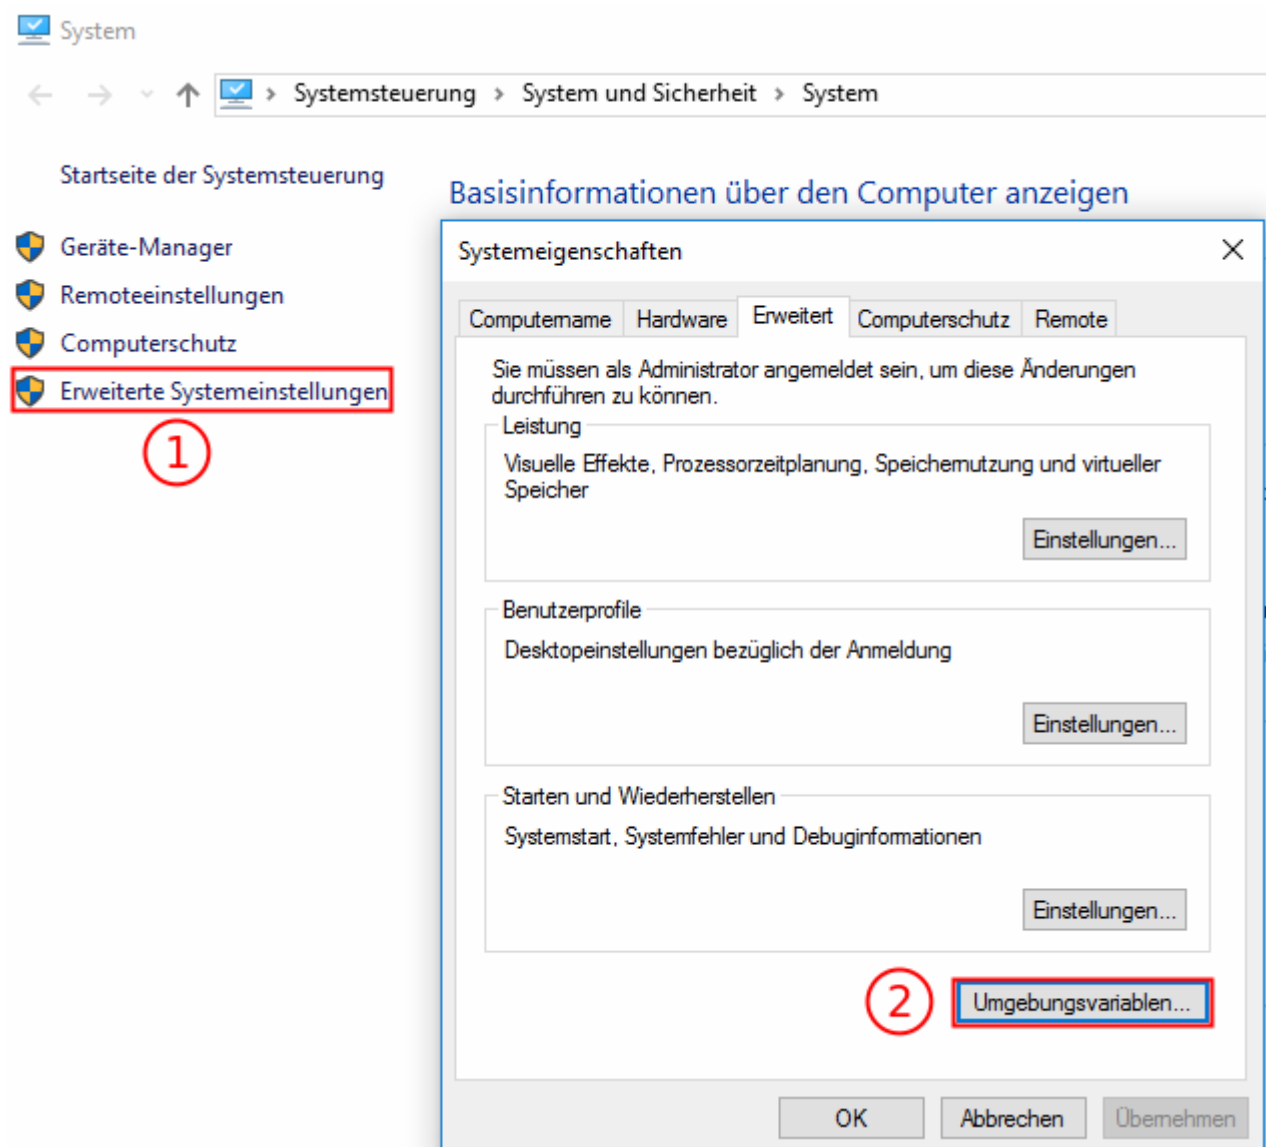 System
Systemsteuerung > System und Sicherheit > System
Startseite der Systemsteuerung
Geräte-Manager
Remoteeinstellungen
Computerschutz
Erweiterte Systemeinstellungen
1
Basisinformationen über den Computer anzeigen
Systemeigenschaften
Computername Hardware Erweitert Computerschutz Remote
Sie müssen als Administrator angemeldet sein, um diese Änderungen
durchführen zu können.
Leistung
Visuelle Effekte, Prozessorzeitplanung, Speichernutzung und virtueller
Speicher
Einstellungen...
Benutzerprofile
Desktopeinstellungen bezüglich der Anmeldung
Einstellungen...
Starten und Wiederherstellen
Systemstart, Systemfehler und Debuginformationen
Einstellungen...
2 Umgebungsvariablen...
OK Abbrechen Übernehmen